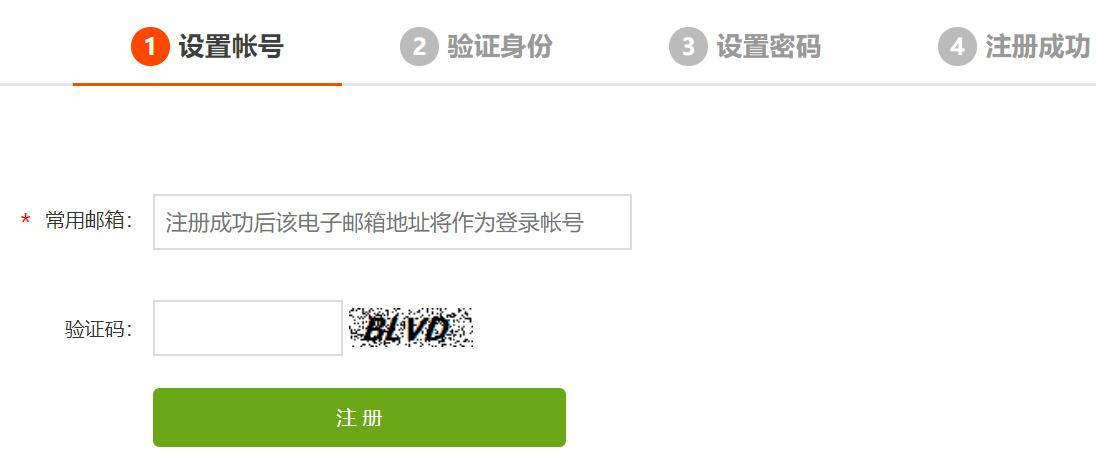 1 设置帐号 2 验证身份 3 设置密码 4 注册成功
* 常用邮箱： 注册成功后该电子邮箱地址将作为登录帐号
验证码： BLVD
注 册